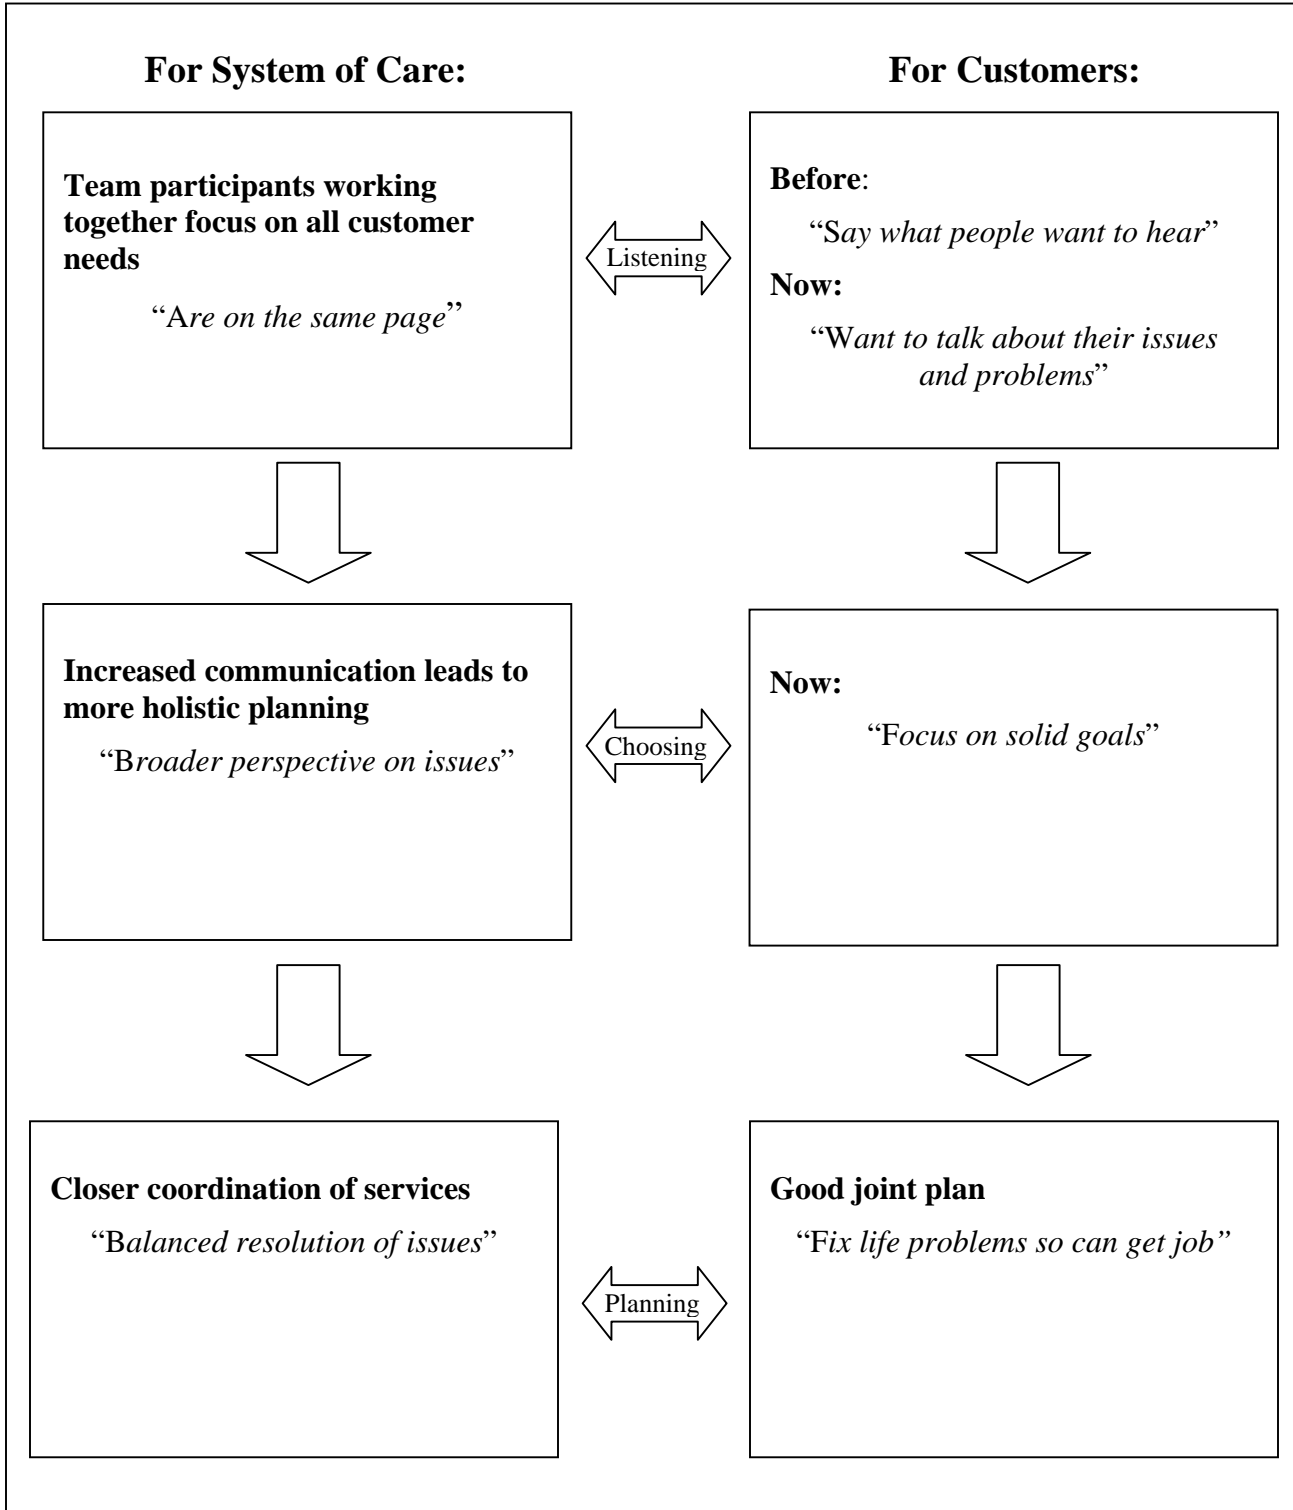 For System of Care:
For Customers:
Team participants working
together focus on all customer
needs
“Are on the same page”
Listening
Before:
“Say what people want to hear”
Now:
“Want to talk about their issues
and problems”
Increased communication leads to
more holistic planning
“Broader perspective on issues”
Choosing
Now:
“Focus on solid goals”
Closer coordination of services
“Balanced resolution of issues”
Planning
Good joint plan
“Fix life problems so can get job”